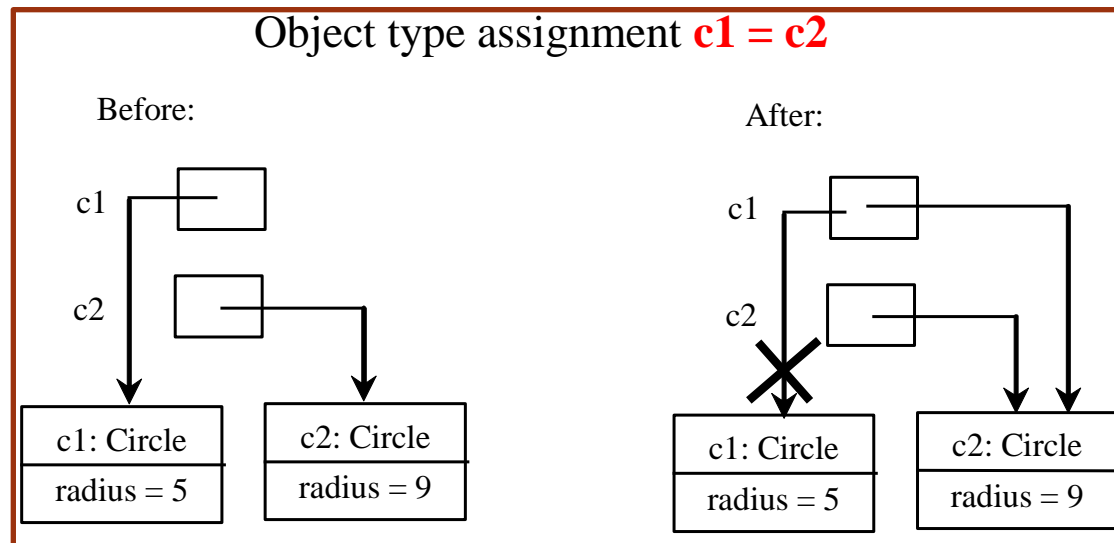 Object type assignment c1 = c2
Before:
c1
c2
c1: Circle
radius = 5
c2: Circle
radius = 9
After:
c1
c2
c1: Circle
radius = 5
c2: Circle
radius = 9